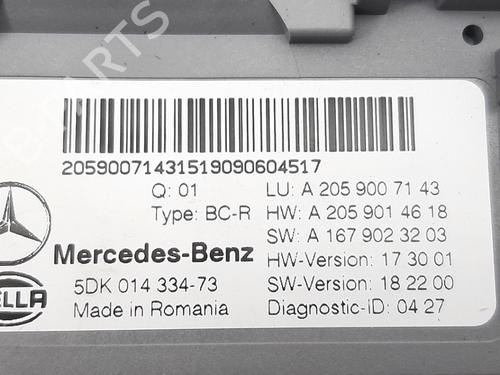 20590071431519090604517
Q: 01
LU: A 205 900 71 43
Type: BC-R
HW: A 205 901 46 18
SW: A 167 902 32 03
Mercedes-Benz
HW-Version: 17 30 01
5DK 014 334-73
SW-Version: 18 22 00
Made in Romania
Diagnostic-ID: 04 27
PARTS